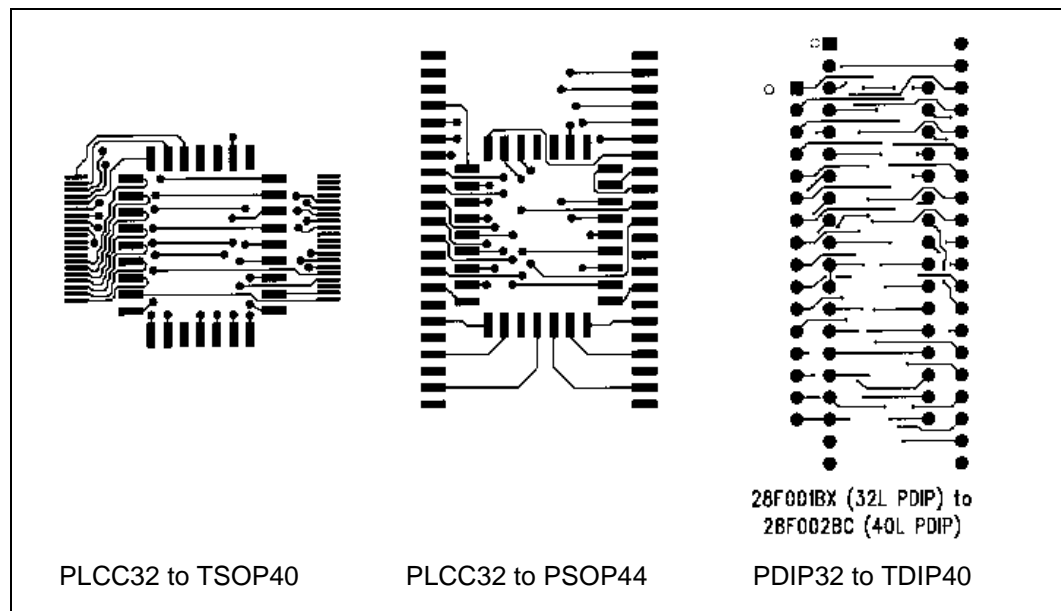 28F001BX (32L PDIP) to
28F002BC (40L PDIP)
PLCC32 to TSOP40
PLCC32 to PSOP44
PDIP32 to TDIP40